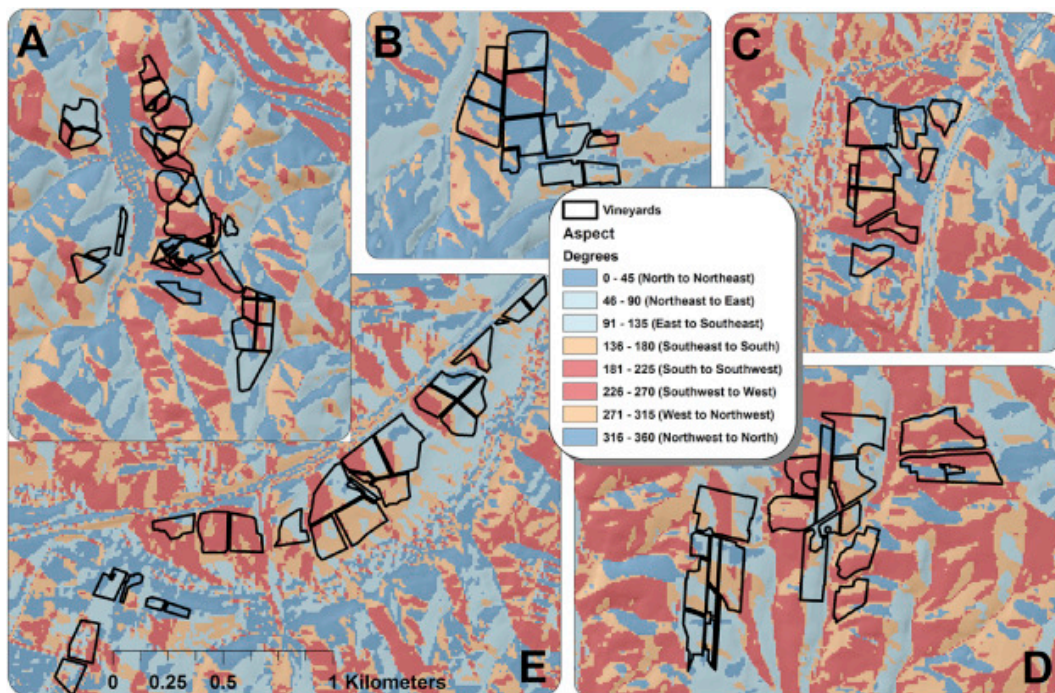 A
B
C
Vineyards
Aspect
Degrees
0 - 45 (North to Northeast)
46 - 90 (Northeast to East)
91 - 135 (East to Southeast)
136 - 180 (Southeast to South)
181 - 225 (South to Southwest)
226 - 270 (Southwest to West)
271 - 315 (West to Northwest)
316 - 360 (Northwest to North)
0 0.25 0.5 1 Kilometers
E
D